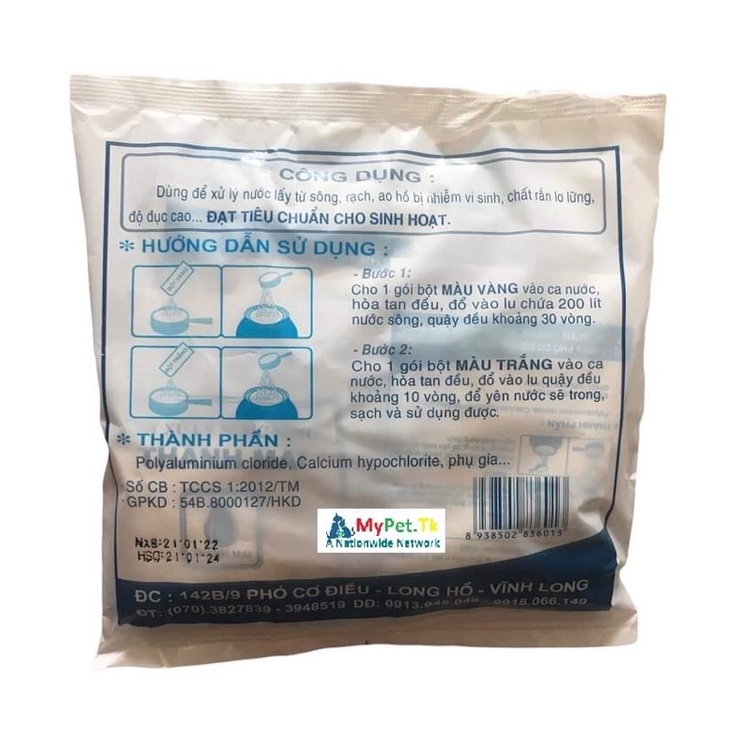 CÔNG DỤNG :
Dùng để xử lý nước lấy từ sông, rạch, ao hồ bị nhiễm vi sinh, chất rắn lơ lững,
độ đục cao... ĐẠT TIÊU CHUẨN CHO SINH HOẠT.
* HƯỚNG DẪN SỬ DỤNG :
BỘT VÀNG
- Bước 1:
Cho 1 gói bột MÀU VÀNG vào ca nước,
hòa tan đều, đổ vào lu chứa 200 lít
nước sông, quậy đều khoảng 30 vòng.
BỘT TRẮNG
- Bước 2:
Cho 1 gói bột MÀU TRẮNG vào ca
nước, hòa tan đều, đổ vào lu quậy đều
khoảng 10 vòng, để yên nước sẽ trong,
sạch và sử dụng được.
* THÀNH PHẦN :
Polyaluminium cloride, Calcium hypochlorite, phụ gia...
Số CB : TCCS 1:2012/TM
GPKD : 54B.8000127/HKD
MyPet.Tk
A Nationwide Network
8 938502 836013
NXS:21·01·22
HSD:21·01·24
ĐC : 142B/9 PHÓ CƠ ĐIỀU - LONG HỒ - VĨNH LONG
ĐT: (070).3827839 - 3948519 DĐ: 0913. 0918.066.149